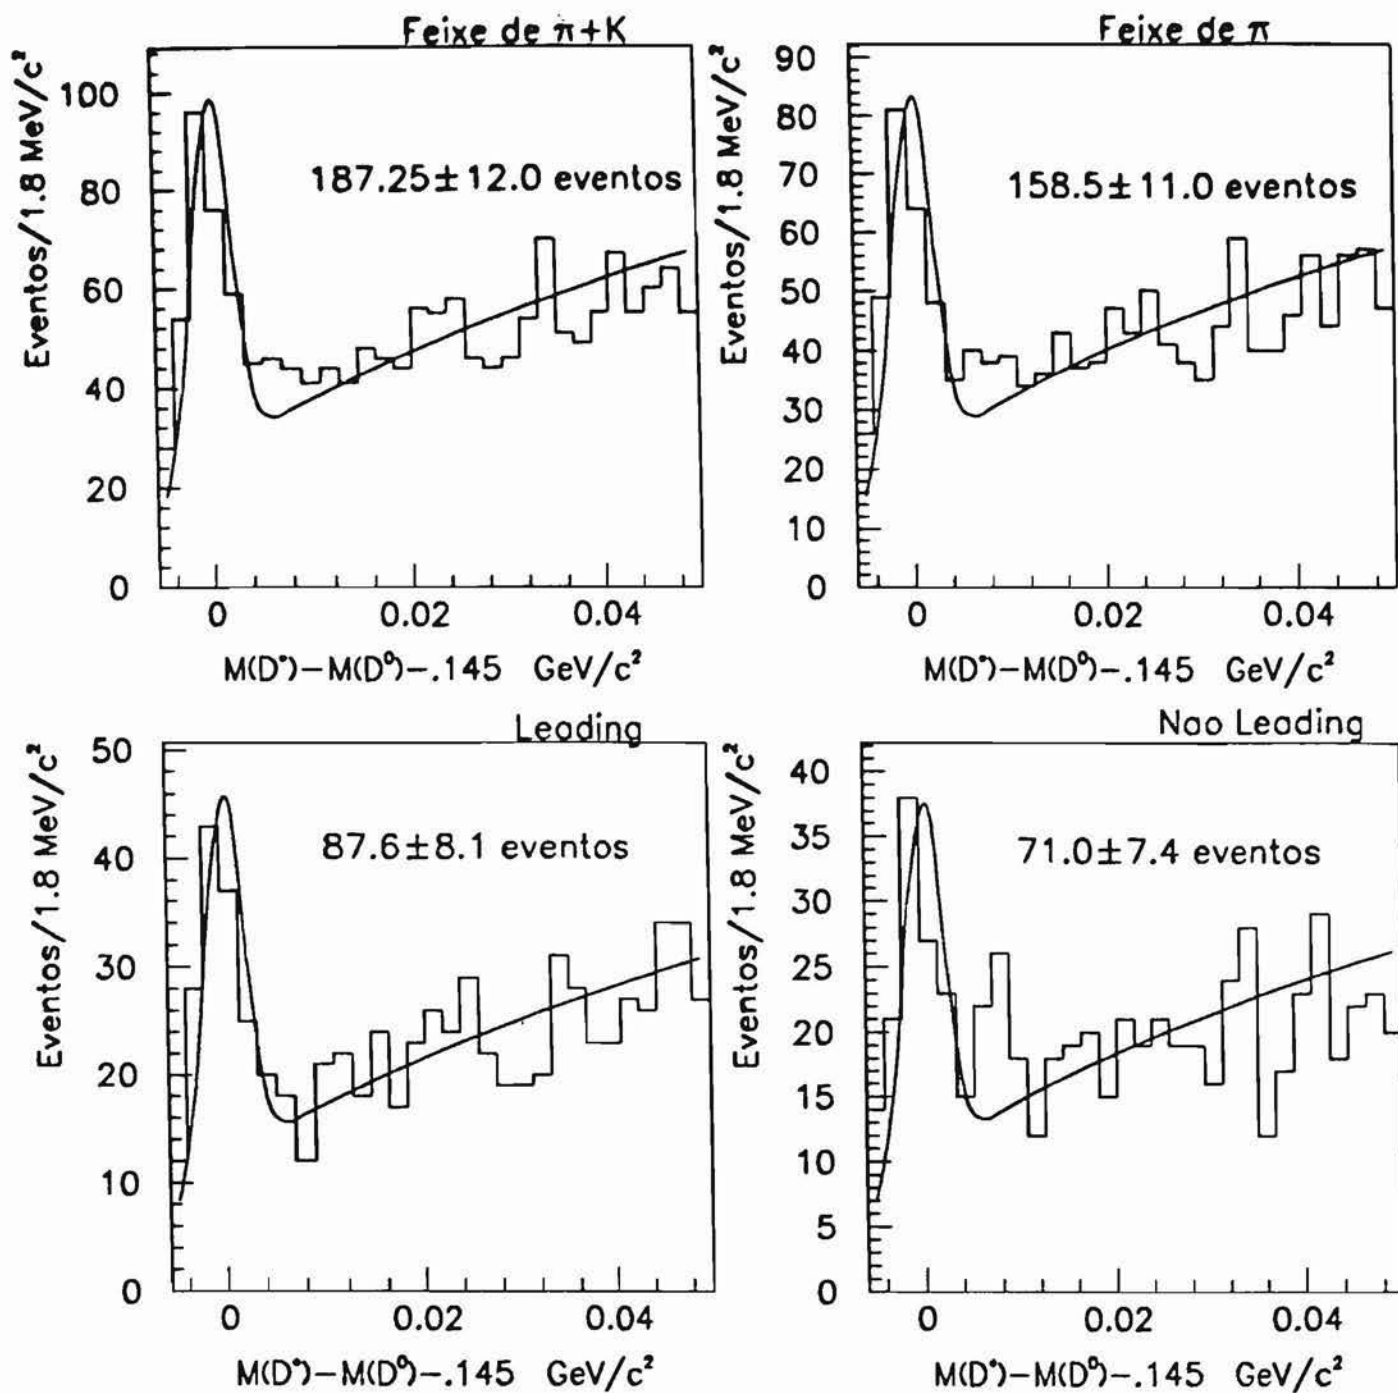 Feixe de π+K
Eventos/1.8 MeV/c²
100
80
60
40
20
0
187.25±12.0 eventos
0 0.02 0.04
M(D*)−M(D⁰)−.145 GeV/c²
Feixe de π
Eventos/1.8 MeV/c²
90
80
70
60
50
40
30
20
10
0
158.5±11.0 eventos
0 0.02 0.04
M(D*)−M(D⁰)−.145 GeV/c²
Leading
Eventos/1.8 MeV/c²
50
40
30
20
10
0
87.6±8.1 eventos
0 0.02 0.04
M(D*)−M(D⁰)−.145 GeV/c²
Nao Leading
Eventos/1.8 MeV/c²
40
35
30
25
20
15
10
5
0
71.0±7.4 eventos
0 0.02 0.04
M(D*)−M(D⁰)−.145 GeV/c²